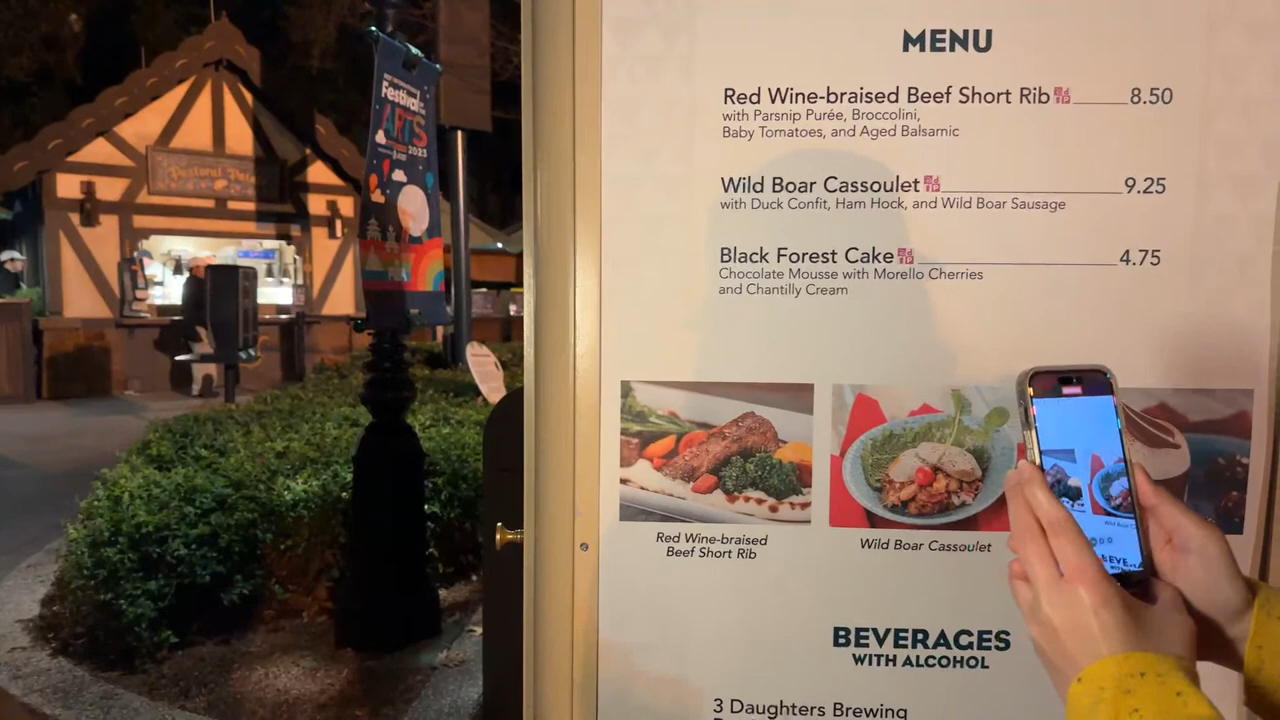 Pastoral
Festival OF THE
ARTS
2023
MENU
Red Wine-braised Beef Short Rib 8.50
with Parsnip Purée, Broccolini,
Baby Tomatoes, and Aged Balsamic
Wild Boar Cassoulet 9.25
with Duck Confit, Ham Hock, and Wild Boar Sausage
Black Forest Cake 4.75
Chocolate Mousse with Morello Cherries
and Chantilly Cream
Red Wine-braised
Beef Short Rib
Wild Boar Cassoulet
BEVERAGES
WITH ALCOHOL
3 Daughters Brewing